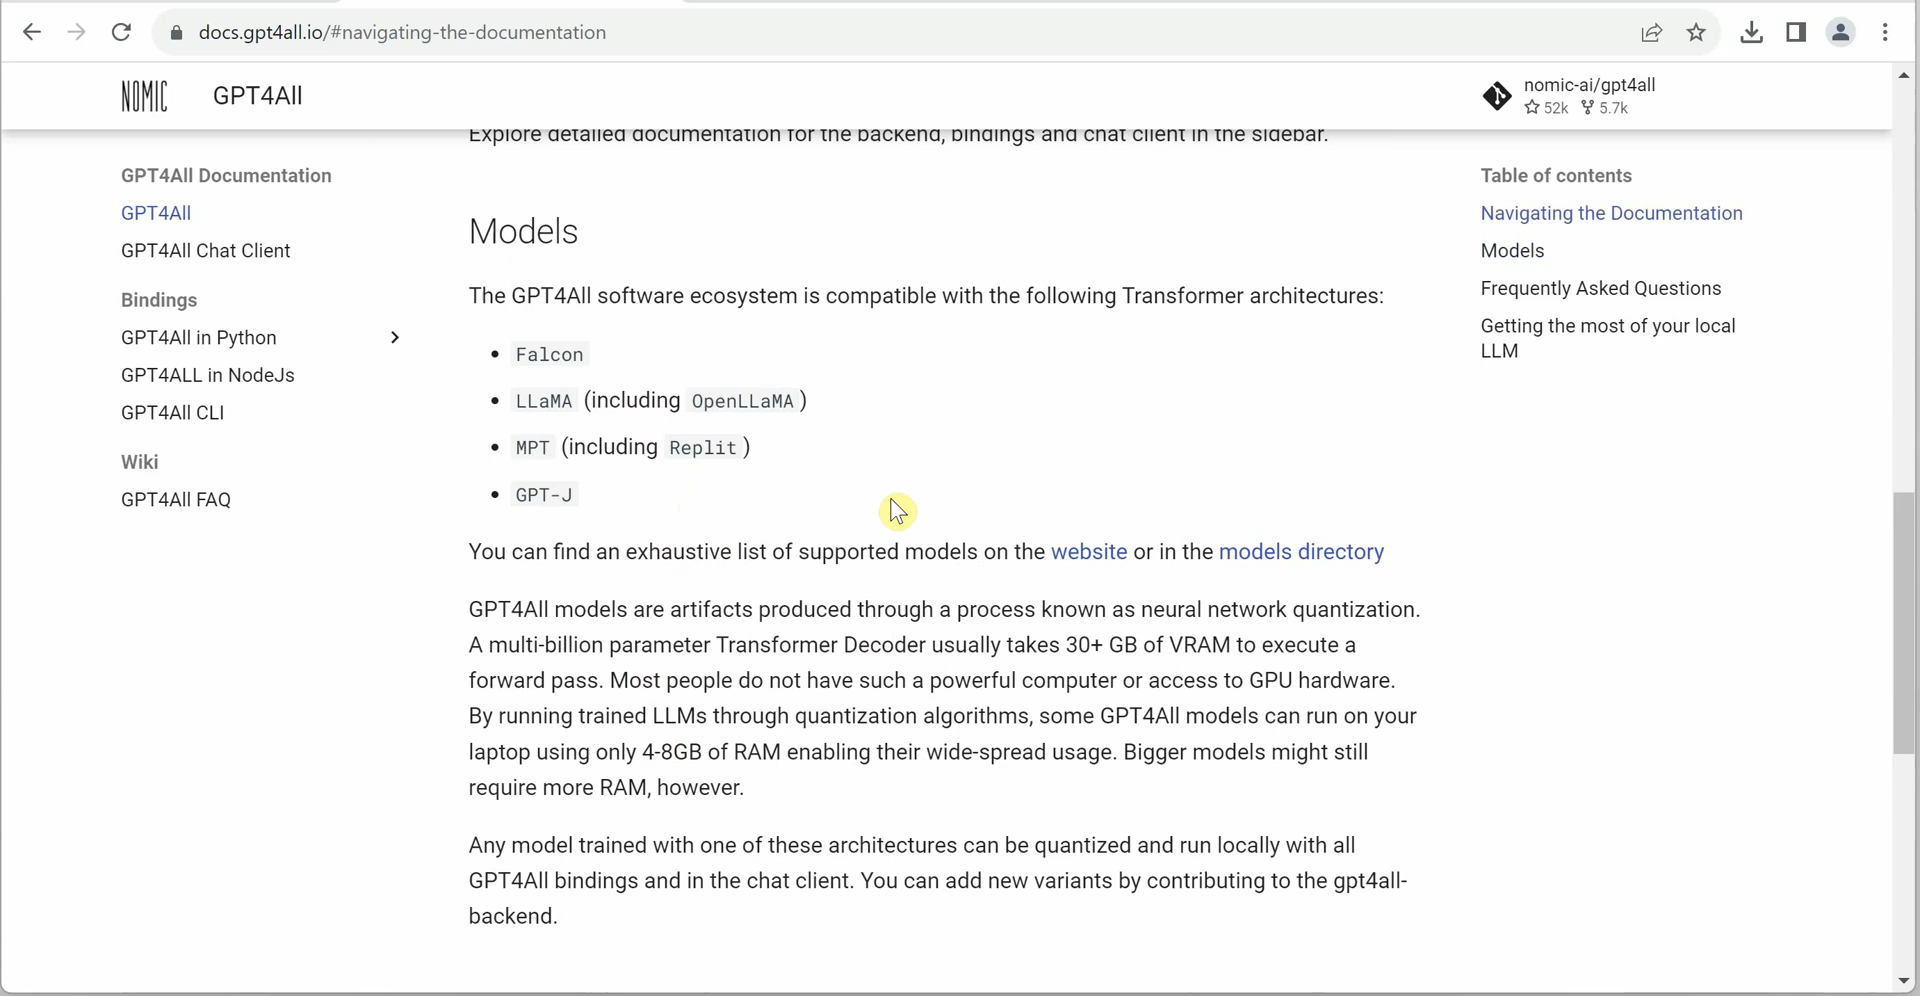 docs.gpt4all.io/#navigating-the-documentation
NOMIC
GPT4All
nomic-ai/gpt4all
52k 5.7k
GPT4All Documentation
GPT4All
GPT4All Chat Client
Bindings
GPT4All in Python
GPT4ALL in NodeJs
GPT4All CLI
Wiki
GPT4All FAQ
Explore detailed documentation for the backend, bindings and chat client in the sidebar.
Models
The GPT4All software ecosystem is compatible with the following Transformer architectures:
• Falcon
• LLaMA (including OpenLLaMA )
• MPT (including Replit )
• GPT-J
You can find an exhaustive list of supported models on the website or in the models directory
GPT4All models are artifacts produced through a process known as neural network quantization.
A multi-billion parameter Transformer Decoder usually takes 30+ GB of VRAM to execute a
forward pass. Most people do not have such a powerful computer or access to GPU hardware.
By running trained LLMs through quantization algorithms, some GPT4All models can run on your
laptop using only 4-8GB of RAM enabling their wide-spread usage. Bigger models might still
require more RAM, however.
Any model trained with one of these architectures can be quantized and run locally with all
GPT4All bindings and in the chat client. You can add new variants by contributing to the gpt4all-
backend.
Table of contents
Navigating the Documentation
Models
Frequently Asked Questions
Getting the most of your local
LLM